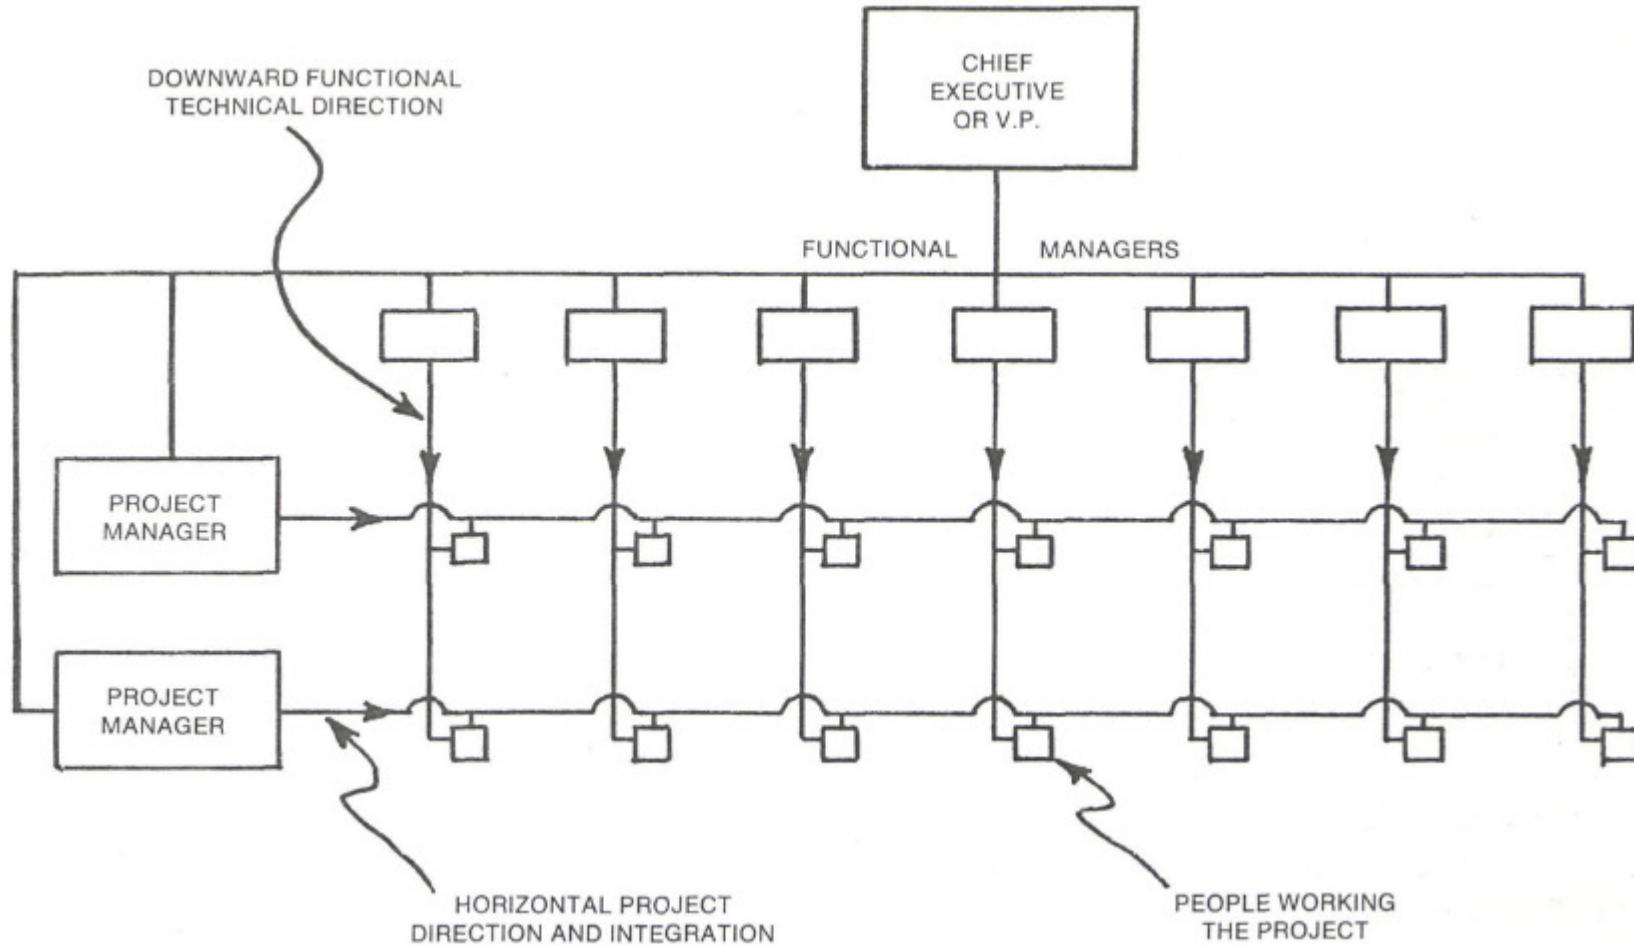 DOWNWARD FUNCTIONAL
TECHNICAL DIRECTION
CHIEF
EXECUTIVE
OR V.P.
FUNCTIONAL MANAGERS
PROJECT
MANAGER
PROJECT
MANAGER
HORIZONTAL PROJECT
DIRECTION AND INTEGRATION
PEOPLE WORKING
THE PROJECT